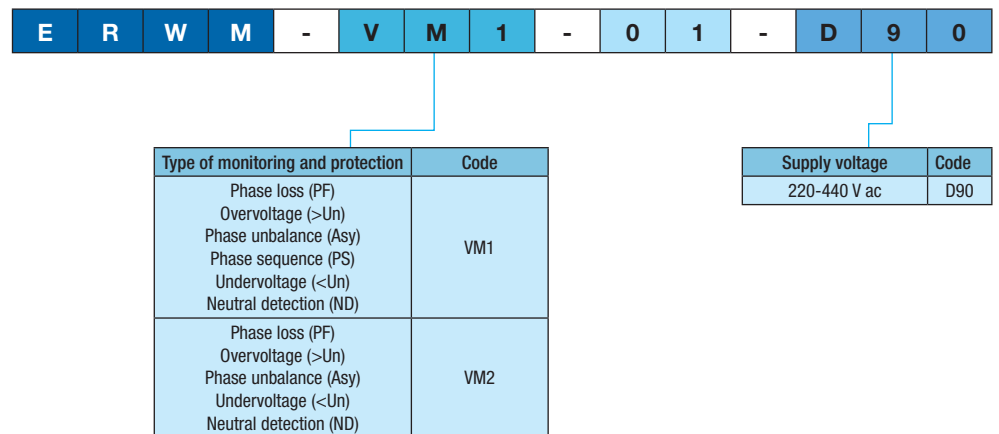 E R W M - V M 1 - 0 1 - D 9 0
Type of monitoring and protection Code
Phase loss (PF)
Overvoltage (>Un)
Phase unbalance (Asy)
Phase sequence (PS)
Undervoltage (<Un)
Neutral detection (ND)
VM1
Phase loss (PF)
Overvoltage (>Un)
Phase unbalance (Asy)
Undervoltage (<Un)
Neutral detection (ND)
VM2
Supply voltage Code
220-440 V ac D90